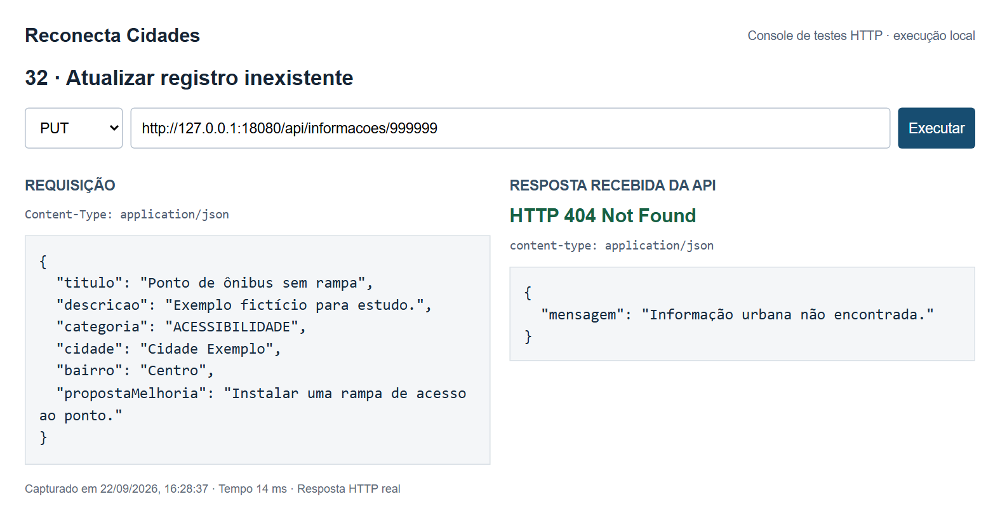 Reconecta Cidades
Console de testes HTTP · execução local
32 · Atualizar registro inexistente
PUT
http://127.0.0.1:18080/api/informacoes/999999
Executar
REQUISIÇÃO
Content-Type: application/json
{
  "titulo": "Ponto de ônibus sem rampa",
  "descricao": "Exemplo fictício para estudo.",
  "categoria": "ACESSIBILIDADE",
  "cidade": "Cidade Exemplo",
  "bairro": "Centro",
  "propostaMelhoria": "Instalar uma rampa de acesso
ao ponto."
}
RESPOSTA RECEBIDA DA API
HTTP 404 Not Found
content-type: application/json
{
  "mensagem": "Informação urbana não encontrada."
}
Capturado em 22/09/2026, 16:28:37 · Tempo 14 ms · Resposta HTTP real